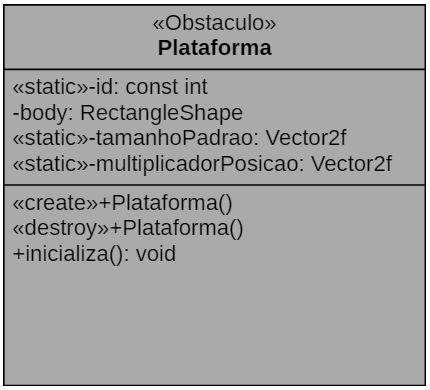 «Obstaculo»
Plataforma
«static»-id: const int
-body: RectangleShape
«static»-tamanhoPadrao: Vector2f
«static»-multiplicadorPosicao: Vector2f
«create»+Plataforma()
«destroy»+Plataforma()
+inicializa(): void